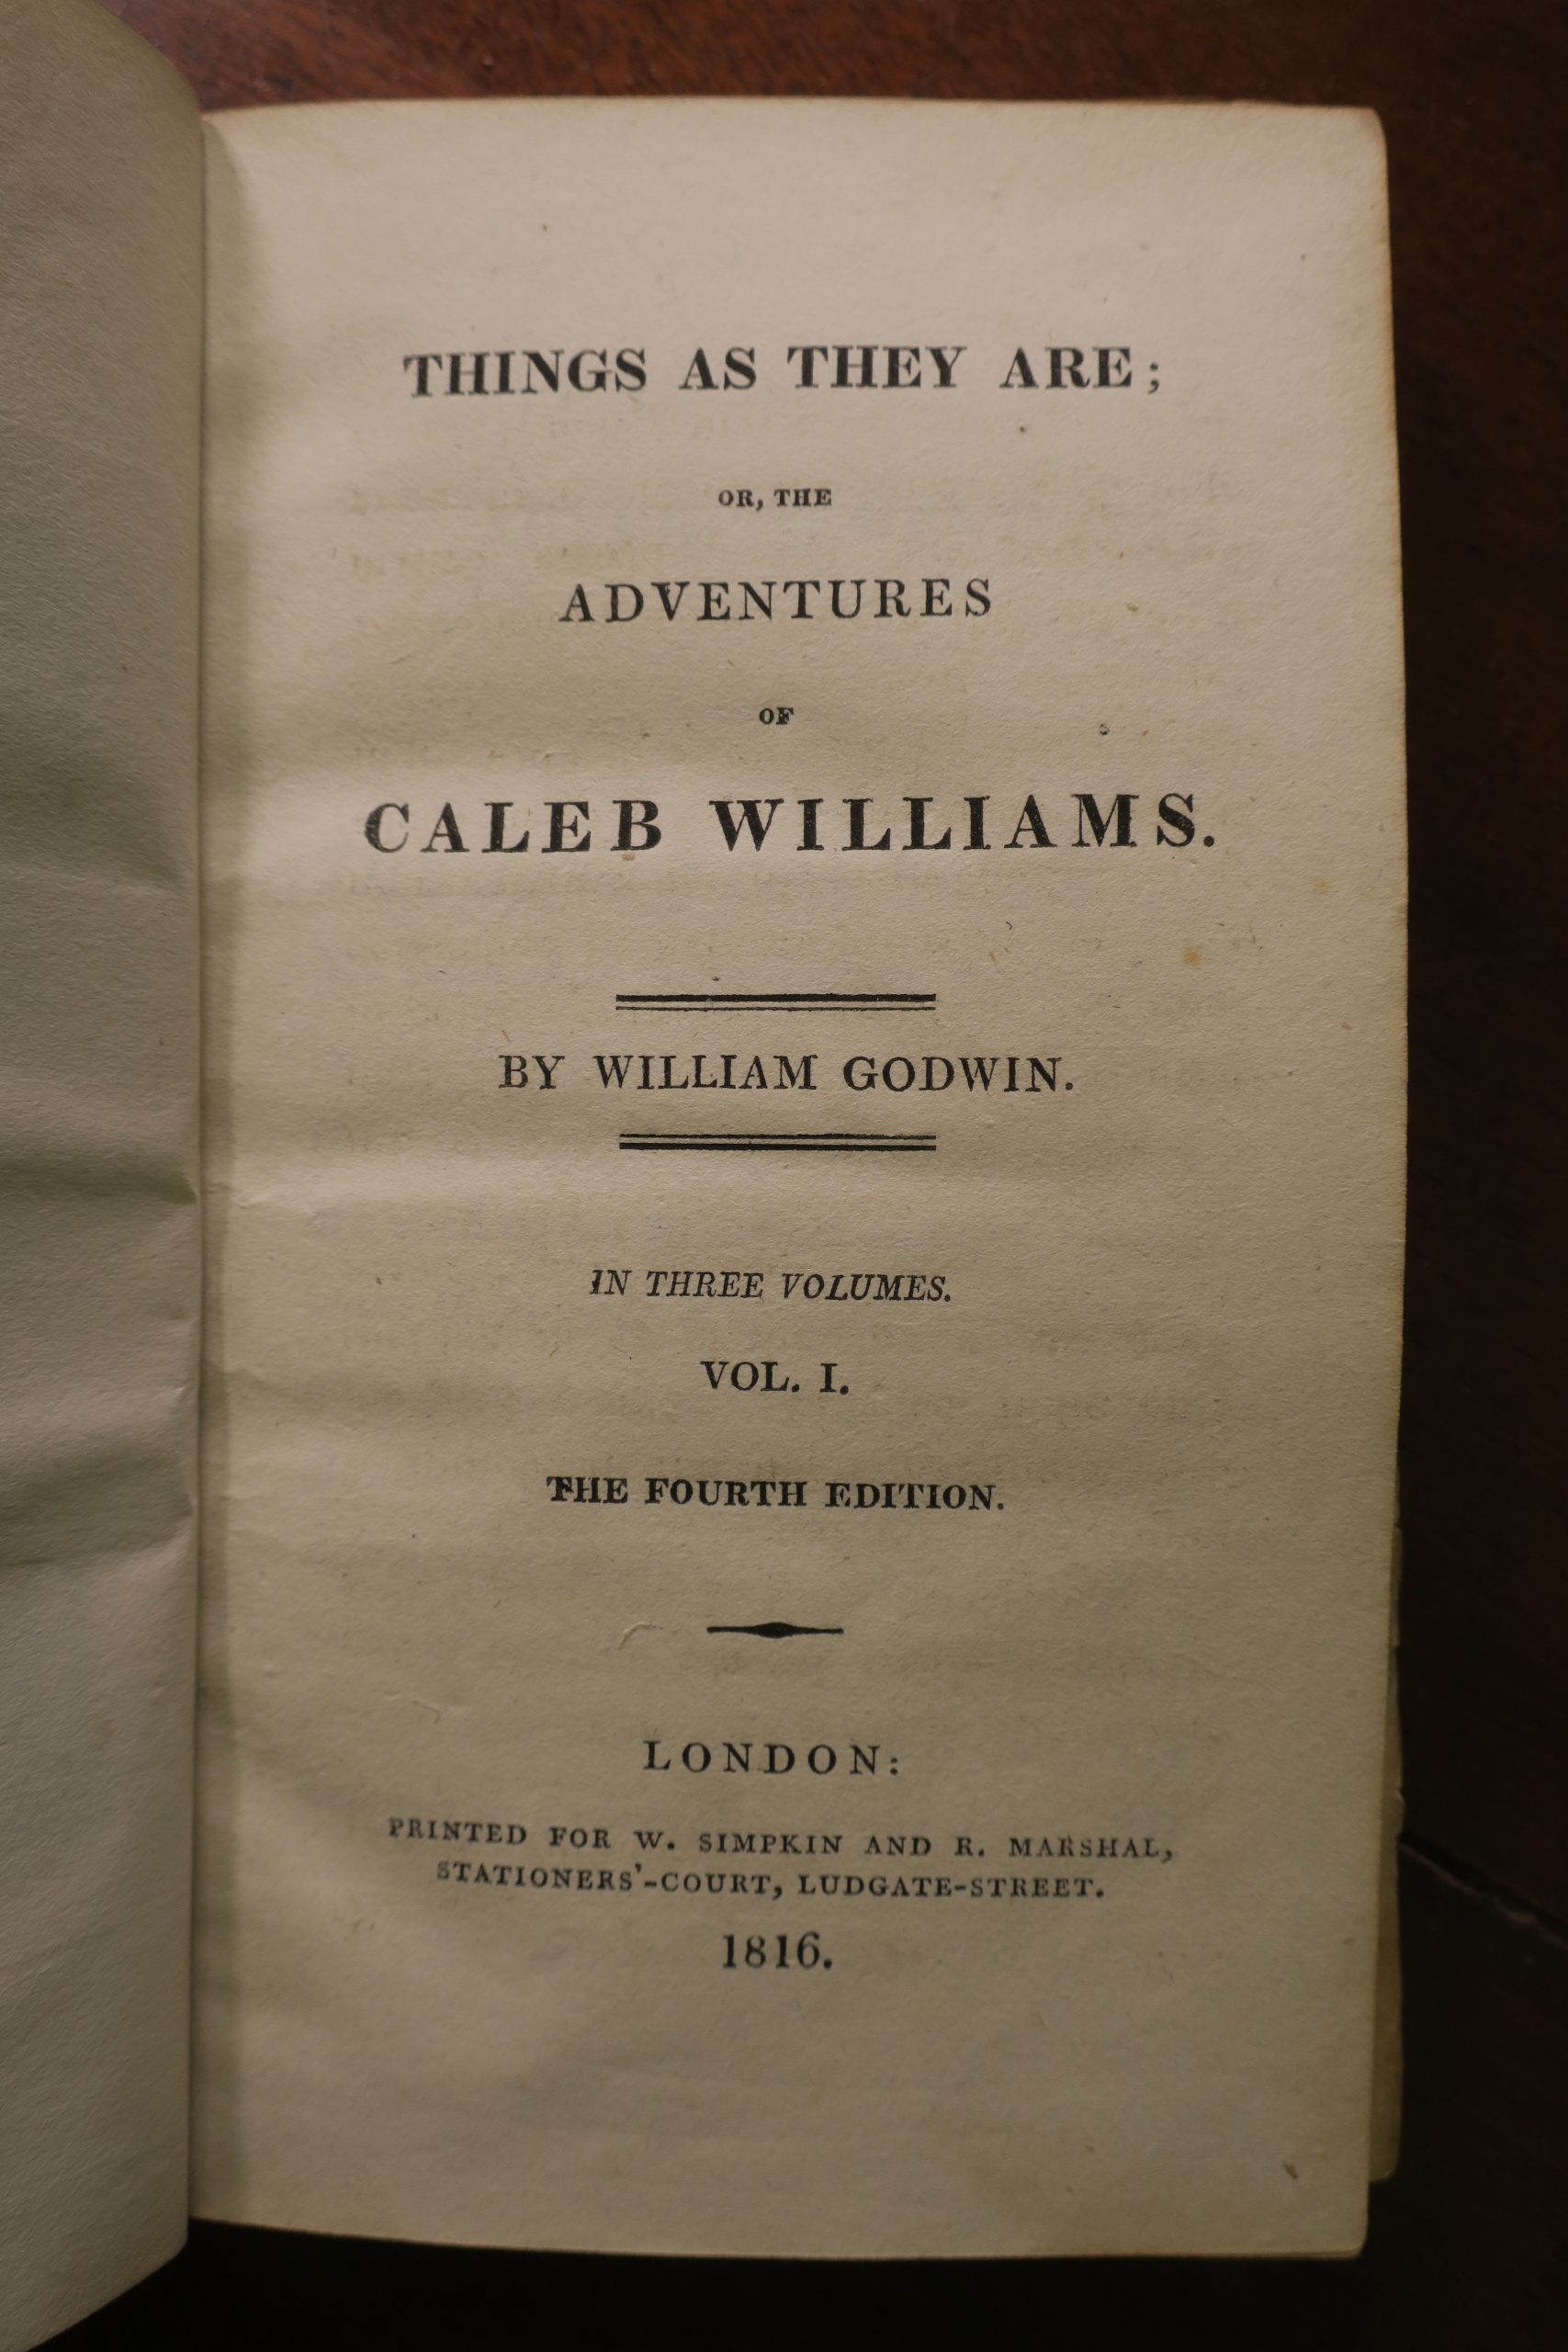 THINGS AS THEY ARE;
OR, THE
ADVENTURES
OF
CALEB WILLIAMS.
BY WILLIAM GODWIN.
IN THREE VOLUMES.
VOL. I.
THE FOURTH EDITION.
LONDON:
PRINTED FOR W. SIMPKIN AND R. MARSHAL,
STATIONERS'-COURT, LUDGATE-STREET.
1816.